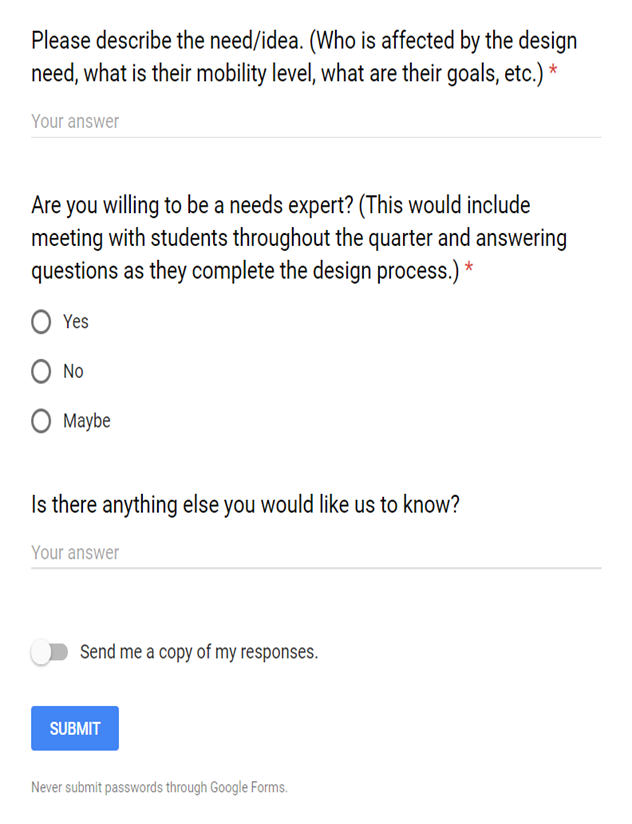 Please describe the need/idea. (Who is affected by the design
need, what is their mobility level, what are their goals, etc.) *
Your answer
Are you willing to be a needs expert? (This would include
meeting with students throughout the quarter and answering
questions as they complete the design process.) *
Yes
No
Maybe
Is there anything else you would like us to know?
Your answer
Send me a copy of my responses.
SUBMIT
Never submit passwords through Google Forms.